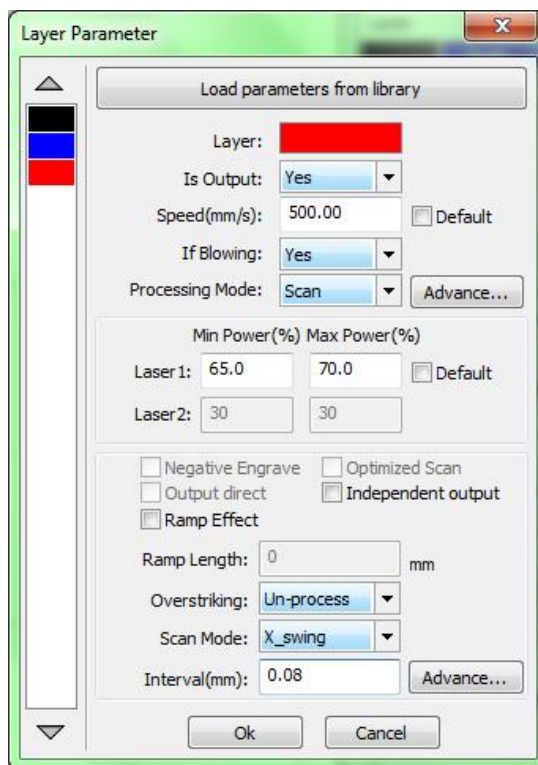 Layer Parameter
Load parameters from library
Layer:
Is Output: Yes
Speed(mm/s): 500.00 Default
If Blowing: Yes
Processing Mode: Scan Advance...
Min Power(%) Max Power(%)
Laser1: 65.0 70.0 Default
Laser2: 30 30
Negative Engrave Optimized Scan
Output direct Independent output
Ramp Effect
Ramp Length: 0 mm
Overstriking: Un-process
Scan Mode: X_swing
Interval(mm): 0.08 Advance...
Ok Cancel